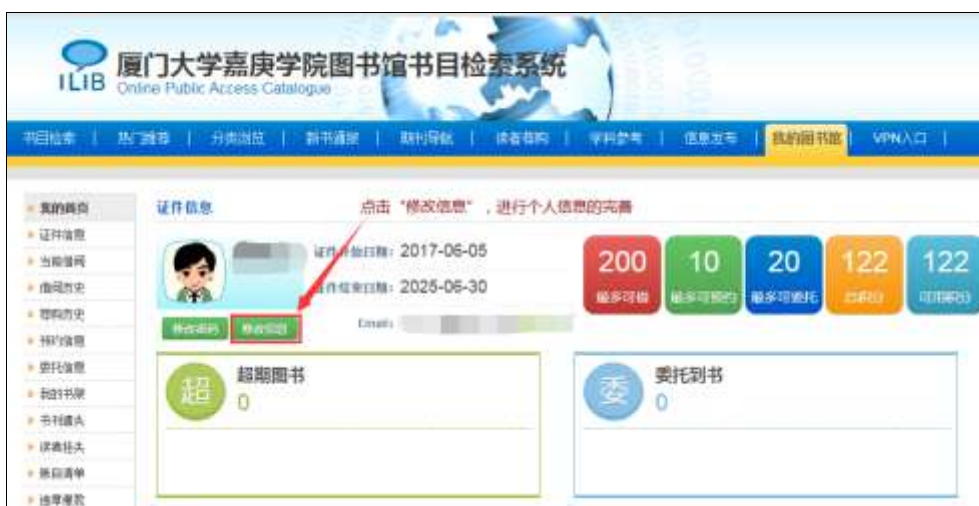 ILIB
厦门大学嘉庚学院图书馆书目检索系统
Online Public Access Catalogue
书目检索 | 热门推荐 | 分类浏览 | 新书通报 | 期刊导航 | 读者荐购 | 学科参考 | 信息发布 | 我的图书馆 | VPN入口 |
我的首页
证件信息
当前借阅
借阅历史
荐购历史
预约信息
委托信息
我的书架
书刊遗失
读者挂失
账目清单
违章缴款
证件信息
点击“修改信息”,进行个人信息的完善
证件开始日期: 2017-06-05
证件结束日期: 2025-06-30
Email:
修改密码
修改信息
200
最多可借
10
最多可预约
20
最多可委托
122
总积分
122
可用积分
超
超期图书
0
委
委托到书
0